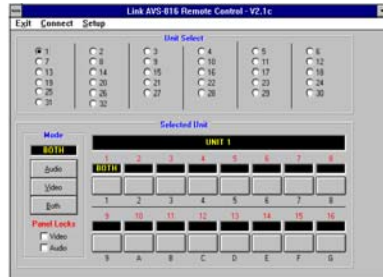 Link AVS-816 Remote Control - V2.1c
Exit Connect Setup
Unit Select
1 2 3 4 5 6
7 8 9 10 11 12
13 14 15 16 17 18
19 20 21 22 23 24
25 26 27 28 29 30
31 32
Selected Unit
Mode
BOTH
Audio
Video
Both
Panel Locks
Video
Audio
UNIT 1
1 2 3 4 5 6 7 8
BOTH
1 2 3 4 5 6 7 8
9 10 11 12 13 14 15 16
9 A B C D E F G